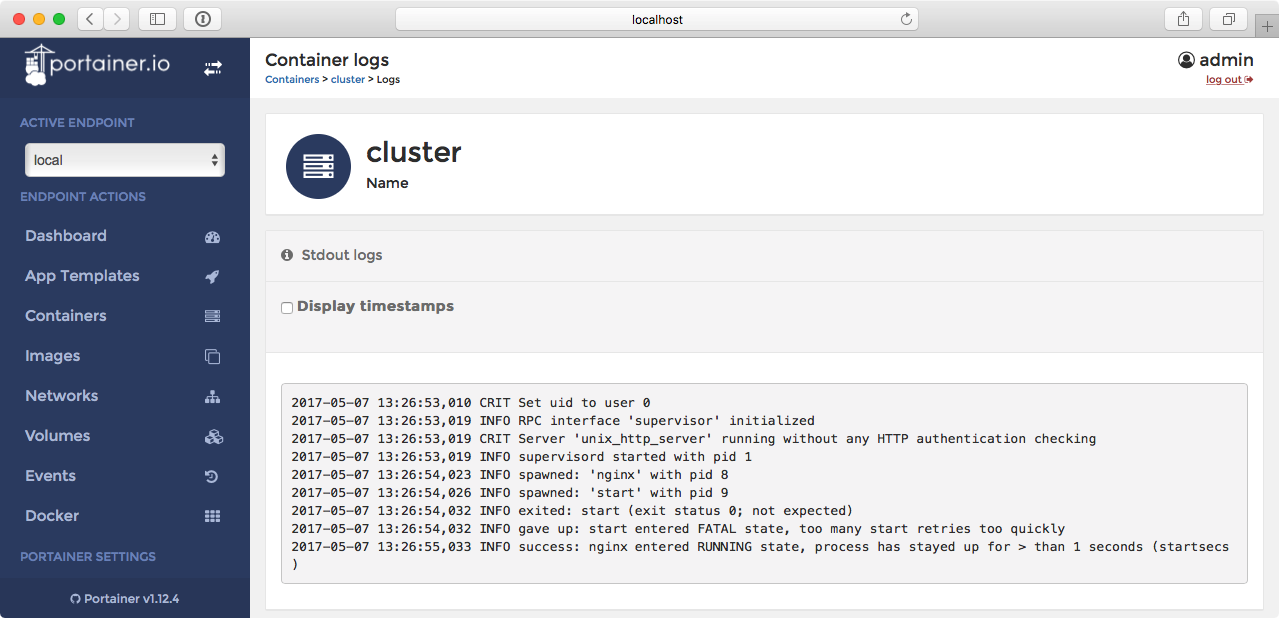 localhost
portainer.io
ACTIVE ENDPOINT
local
ENDPOINT ACTIONS
Dashboard
App Templates
Containers
Images
Networks
Volumes
Events
Docker
PORTAINER SETTINGS
Portainer v1.12.4
Container logs
Containers > cluster > Logs
admin
log out
cluster
Name
Stdout logs
Display timestamps
2017-05-07 13:26:53,010 CRIT Set uid to user 0
2017-05-07 13:26:53,019 INFO RPC interface 'supervisor' initialized
2017-05-07 13:26:53,019 CRIT Server 'unix_http_server' running without any HTTP authentication checking
2017-05-07 13:26:53,019 INFO supervisord started with pid 1
2017-05-07 13:26:54,023 INFO spawned: 'nginx' with pid 8
2017-05-07 13:26:54,026 INFO spawned: 'start' with pid 9
2017-05-07 13:26:54,032 INFO exited: start (exit status 0; not expected)
2017-05-07 13:26:54,032 INFO gave up: start entered FATAL state, too many start retries too quickly
2017-05-07 13:26:55,033 INFO success: nginx entered RUNNING state, process has stayed up for > than 1 seconds (startsecs
)